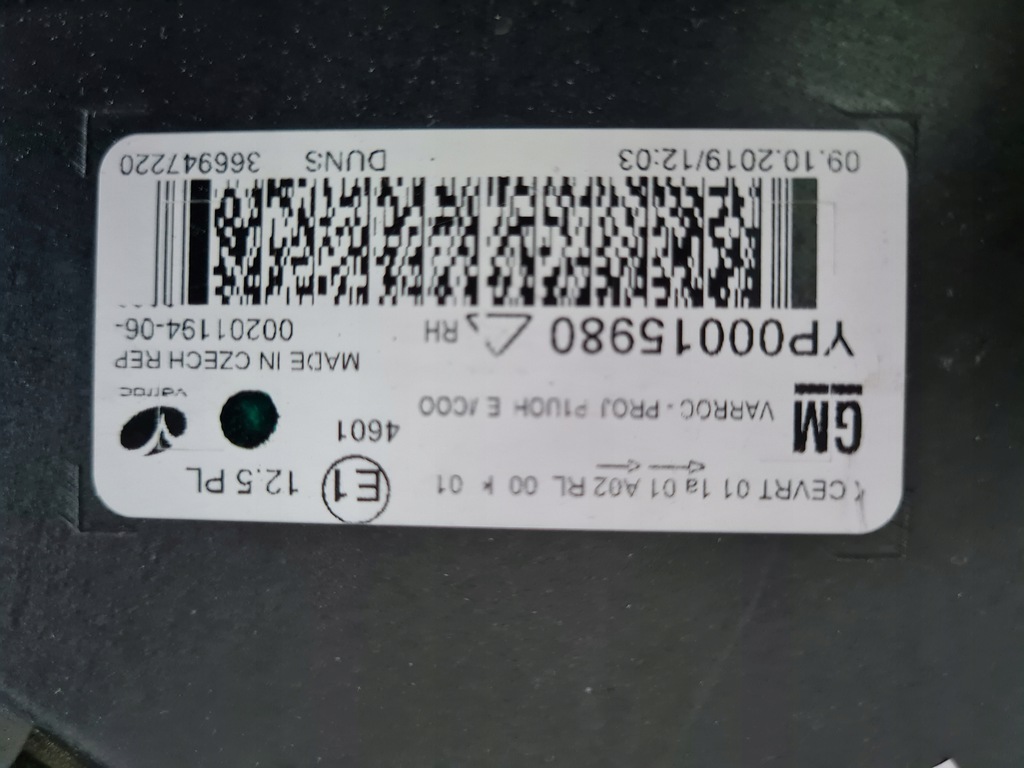 CEVRT 01 1a 01 A02 RL 00 k 01
E1
12.5 PL
4601
GM
VARROC - PROJ P1UOH E /COO
varroc
MADE IN CZECH REP
YP00015980
RH
00201194-06-
09.10.2019/12:03
DUNS
366947220